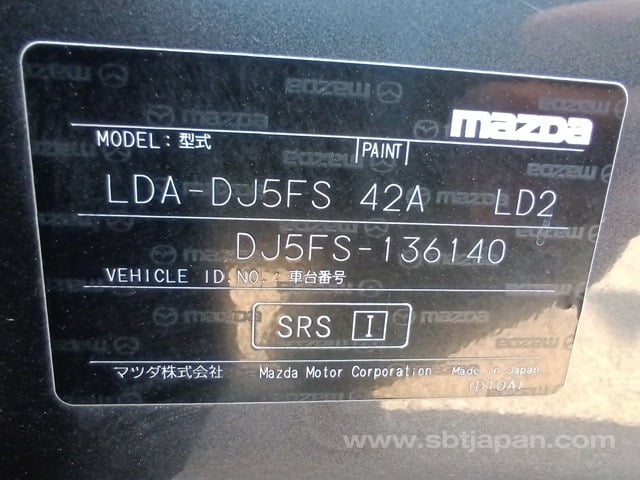 mazda
MODEL: 型式 PAINT
LDA-DJ5FS 42A LD2
DJ5FS-136140
VEHICLE ID.NO.: 車台番号
SRS I
マツダ株式会社 Mazda Motor Corporation Made in Japan
(D10A)
www.sbtjapan.com